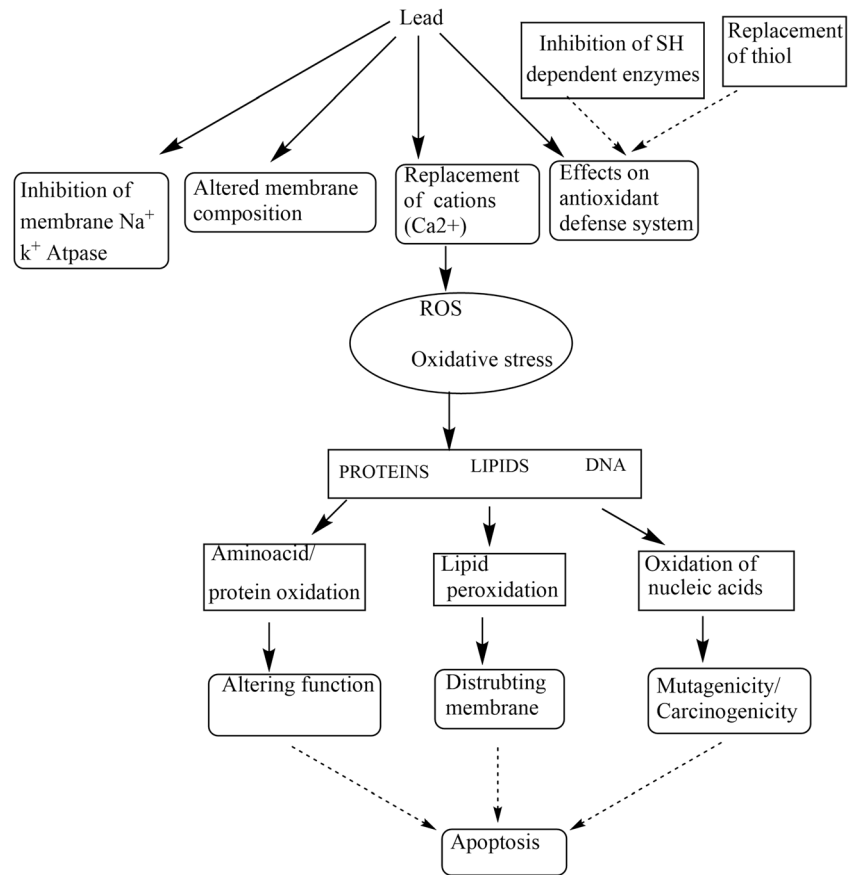 Lead
Inhibition of SH
dependent enzymes
Replacement
of thiol
Inhibition of
membrane Na+
k+ Atpase
Altered membrane
composition
Replacement
of cations
(Ca2+)
Effects on
antioxidant
defense system
ROS
Oxidative stress
PROTEINS LIPIDS DNA
Aminoacid/
protein oxidation
Lipid
peroxidation
Oxidation of
nucleic acids
Altering function
Distrubting
membrane
Mutagenicity/
Carcinogenicity
Apoptosis